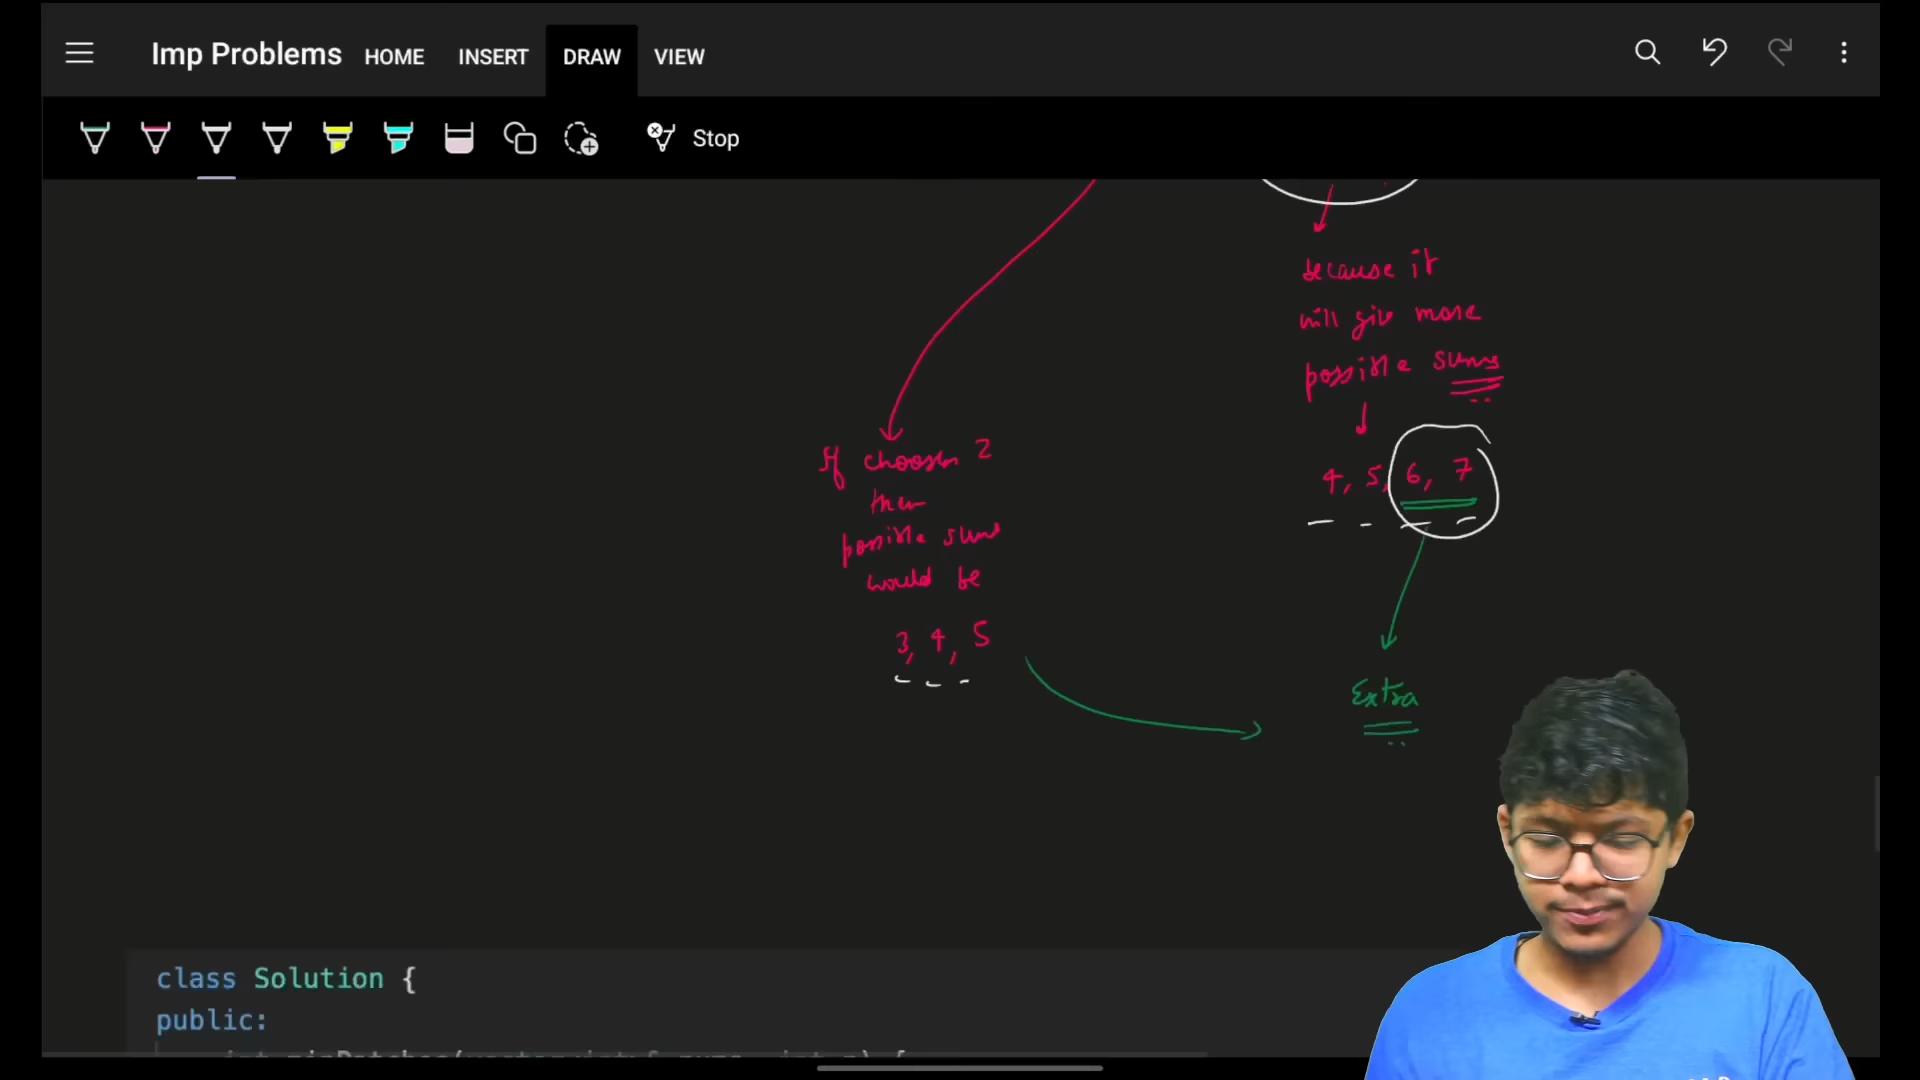 Imp Problems HOME INSERT DRAW VIEW
Stop
because it
will give more
possible sums
4, 5, 6, 7
If choosen 2
then
possible sums
would be
3, 4, 5
Extra
class Solution {
public: